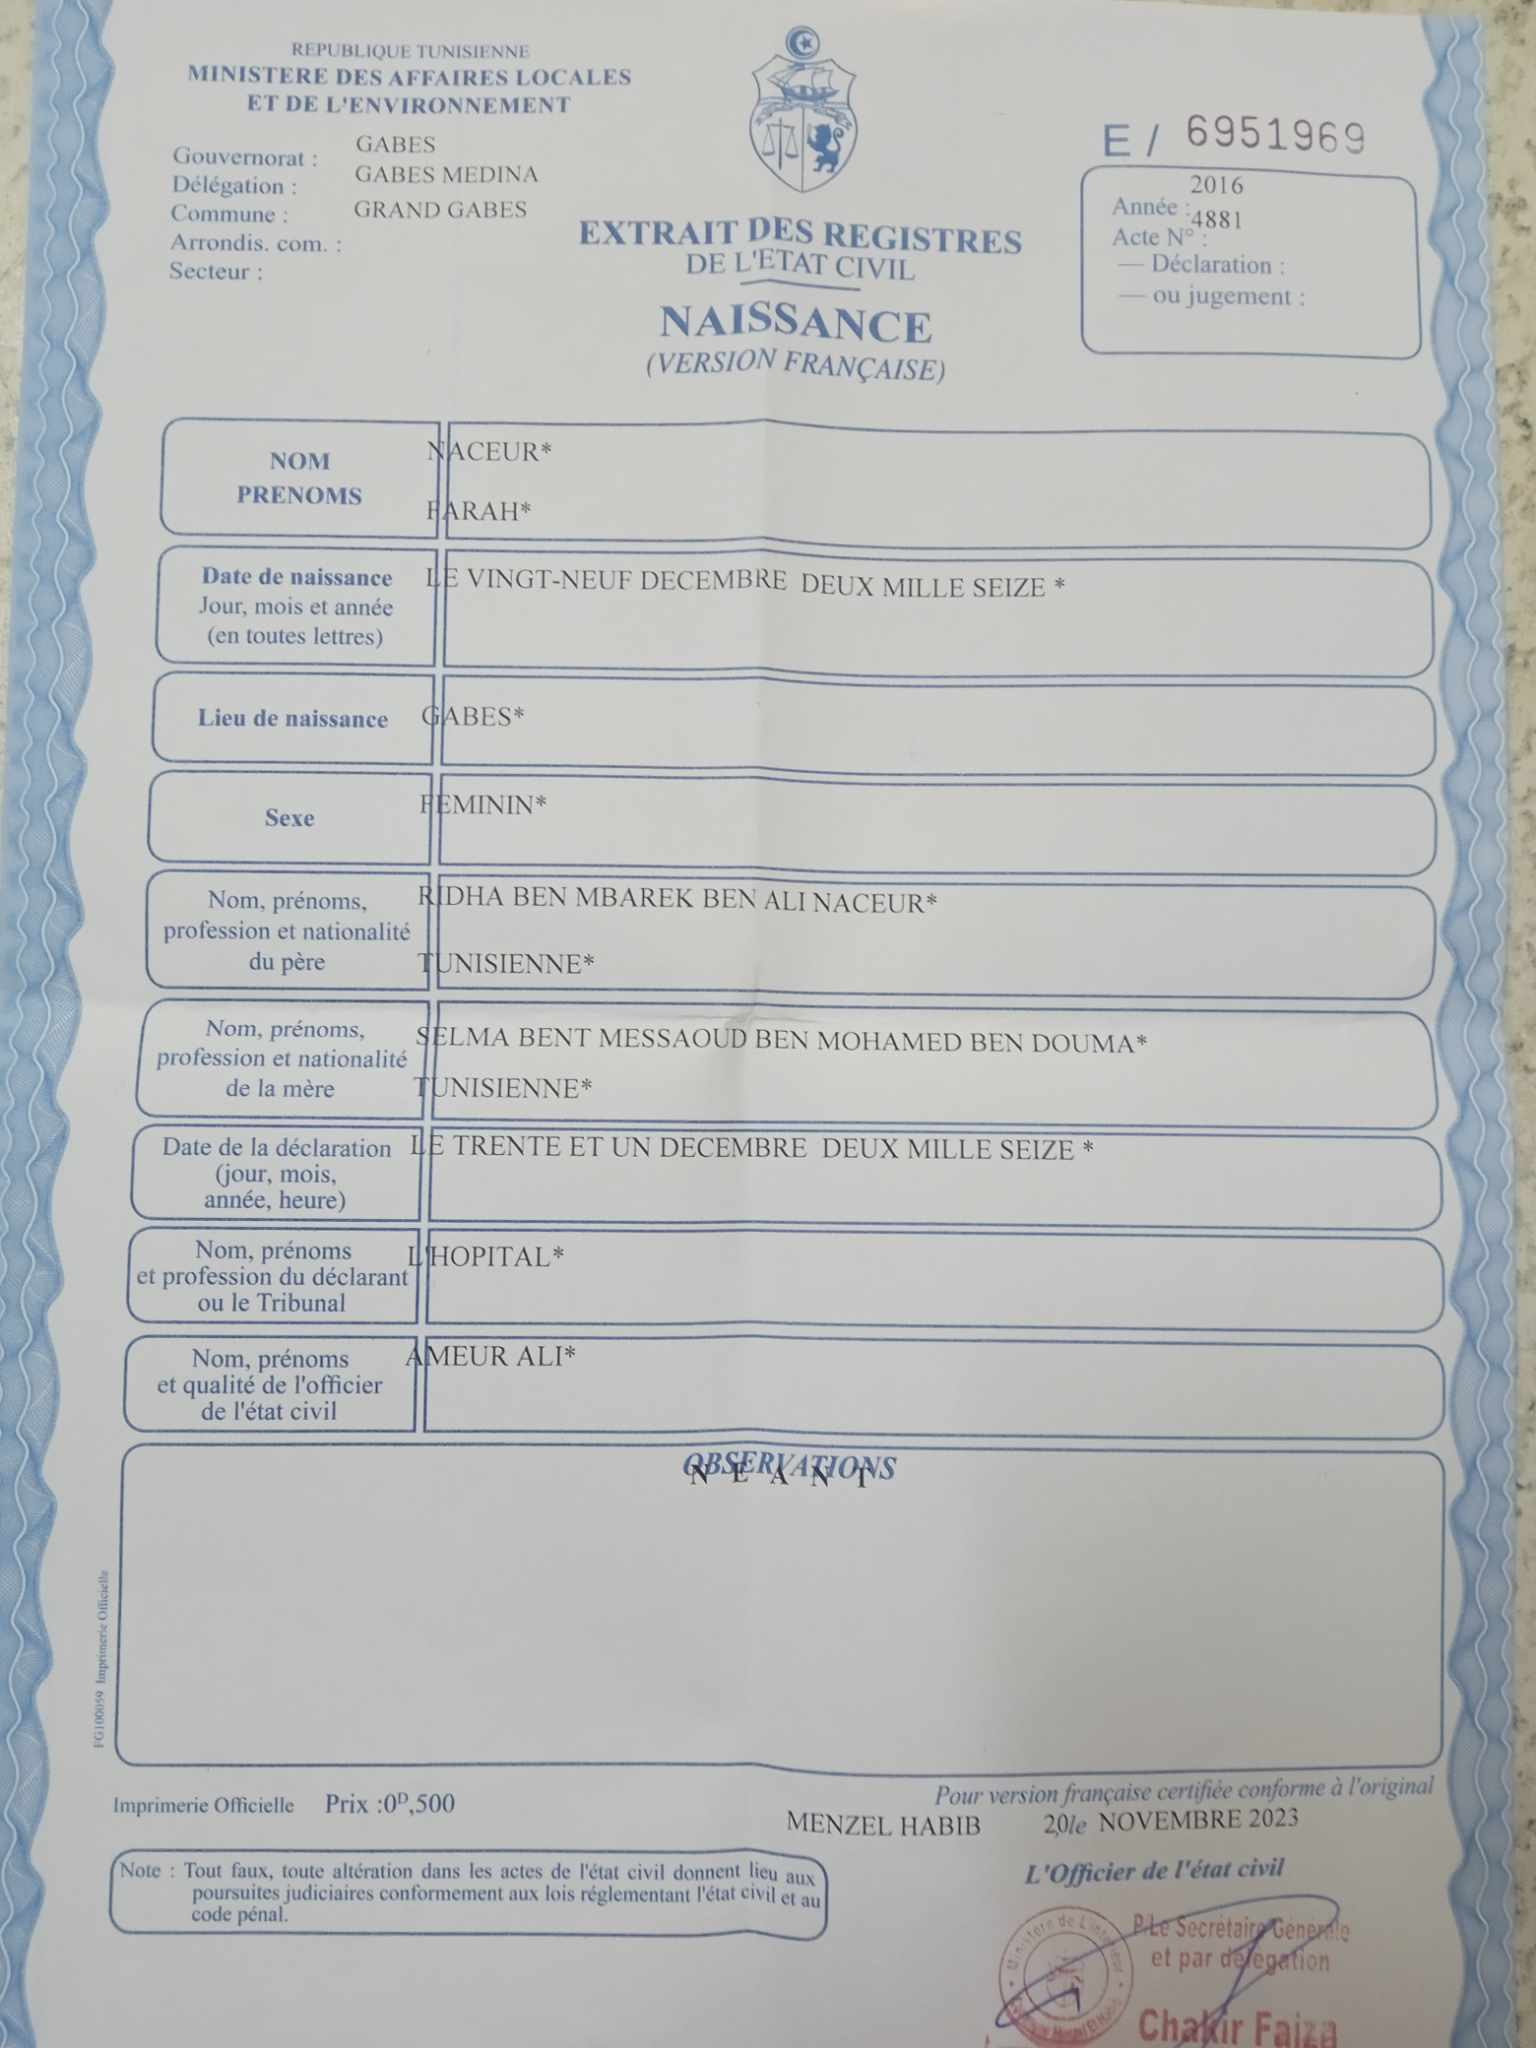 REPUBLIQUE TUNISIENNE
MINISTERE DES AFFAIRES LOCALES
ET DE L'ENVIRONNEMENT
Gouvernorat : GABES
Délégation : GABES MEDINA
Commune : GRAND GABES
Arrondis. com. :
Secteur :
E / 6951969
Année : 2016
Acte N° : 4881
— Déclaration :
— ou jugement :
EXTRAIT DES REGISTRES
DE L'ETAT CIVIL
NAISSANCE
(VERSION FRANÇAISE)
NOM
PRENOMS
NACEUR*
FARAH*
Date de naissance
Jour, mois et année
(en toutes lettres)
LE VINGT-NEUF DECEMBRE DEUX MILLE SEIZE *
Lieu de naissance
GABES*
Sexe
FEMININ*
Nom, prénoms,
profession et nationalité
du père
RIDHA BEN MBAREK BEN ALI NACEUR*
TUNISIENNE*
Nom, prénoms,
profession et nationalité
de la mère
SELMA BENT MESSAOUD BEN MOHAMED BEN DOUMA*
TUNISIENNE*
Date de la déclaration
(jour, mois,
année, heure)
LE TRENTE ET UN DECEMBRE DEUX MILLE SEIZE *
Nom, prénoms
et profession du déclarant
ou le Tribunal
L'HOPITAL*
Nom, prénoms
et qualité de l'officier
de l'état civil
AMEUR ALI*
OBSERVATIONS
N E A N T
FG100059 Imprimerie Officielle
Imprimerie Officielle Prix :0D,500
Pour version française certifiée conforme à l'original
MENZEL HABIB , le 20 NOVEMBRE 2023
Note : Tout faux, toute altération dans les actes de l'état civil donnent lieu aux
poursuites judiciaires conformement aux lois réglementant l'état civil et au
code pénal.
L'Officier de l'état civil
P/Le Secrétaire Générale
et par délégation
Chakir Faiza
Ministère de L'intérieur